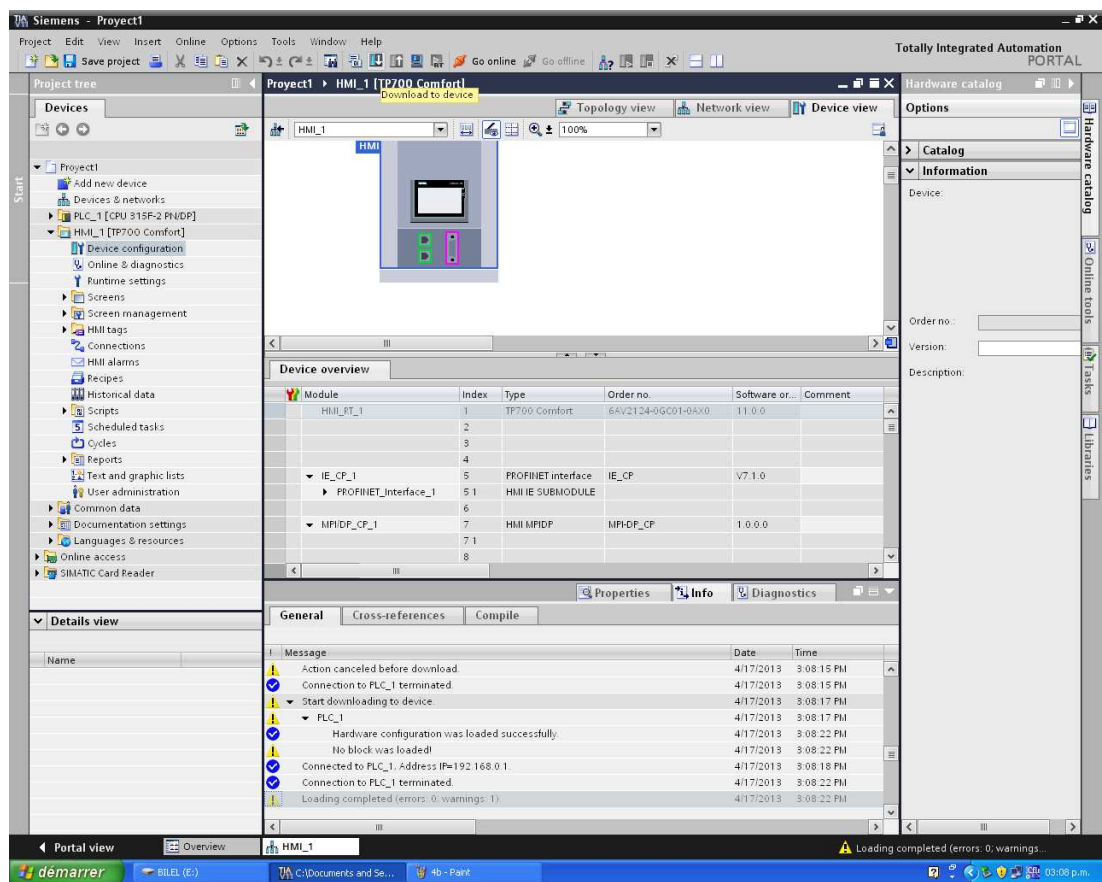 Siemens - Proyect1
Project Edit View Insert Online Options Tools Window Help
Save project
Go online
Go offline
Totally Integrated Automation
PORTAL
Project tree
Devices
Start
Proyect1
Add new device
Devices & networks
PLC_1 [CPU 315F-2 PN/DP]
HMI_1 [TP700 Comfort]
Device configuration
Online & diagnostics
Runtime settings
Screens
Screen management
HMI tags
Connections
HMI alarms
Recipes
Historical data
Scripts
Scheduled tasks
Cycles
Reports
Text and graphic lists
User administration
Common data
Documentation settings
Languages & resources
Online access
SIMATIC Card Reader
Details view
Name
Proyect1 HMI_1 [TP700 Comfort]
Download to device
Topology view
Network view
Device view
HMI_1
100%
HMI
Device overview
Module Index Type Order no. Software or... Comment
HMI_RT_1 1 TP700 Comfort 6AV2124-0GC01-0AX0 11.0.0
2
3
4
IE_CP_1 5 PROFINET interface IE_CP V7.1.0
PROFINET_Interface_1 5 1 HMI IE SUBMODULE
6
MPI/DP_CP_1 7 HMI MPIDP MPI-DP_CP 1.0.0.0
7 1
8
Properties
Info
Diagnostics
General
Cross-references
Compile
! Message Date Time
Action canceled before download. 4/17/2013 3:08:15 PM
Connection to PLC_1 terminated. 4/17/2013 3:08:15 PM
Start downloading to device. 4/17/2013 3:08:17 PM
PLC_1 4/17/2013 3:08:17 PM
Hardware configuration was loaded successfully. 4/17/2013 3:08:22 PM
No block was loaded! 4/17/2013 3:08:22 PM
Connected to PLC_1. Address IP=192.168.0.1. 4/17/2013 3:08:18 PM
Connection to PLC_1 terminated. 4/17/2013 3:08:22 PM
Loading completed (errors: 0; warnings: 1). 4/17/2013 3:08:22 PM
Hardware catalog
Options
Catalog
Information
Device:
Order no.:
Version:
Description:
Hardware catalog
Online tools
Tasks
Libraries
Portal view
Overview
HMI_1
Loading completed (errors: 0; warnings...
démarrer
BILEL (E:)
C:\Documents and Se...
4b - Paint
03:08 p.m.